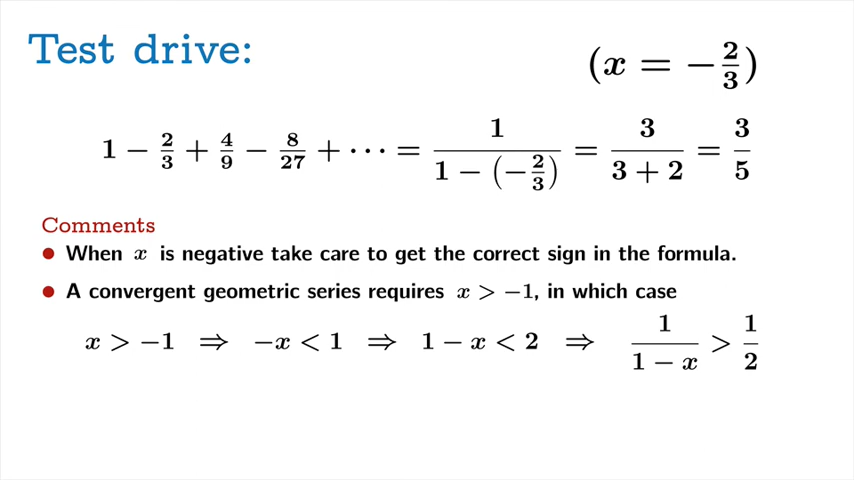 Test drive:
(x = −2/3)
1 − 2/3 + 4/9 − 8/27 + ⋯ = 1/(1 − (−2/3)) = 3/(3 + 2) = 3/5
Comments
• When x is negative take care to get the correct sign in the formula.
• A convergent geometric series requires x > −1, in which case
x > −1 ⇒ −x < 1 ⇒ 1 − x < 2 ⇒ 1/(1 − x) > 1/2